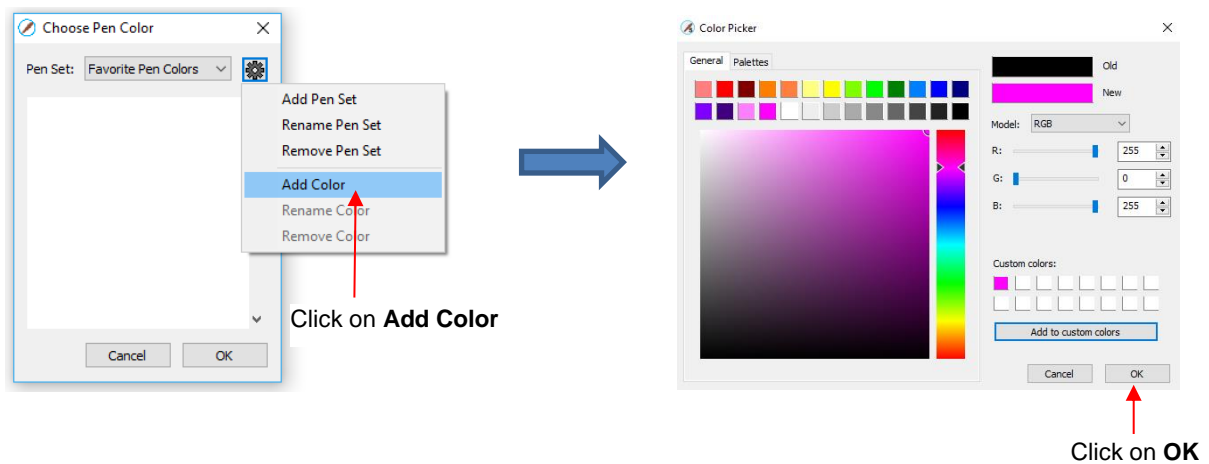 Choose Pen Color
Pen Set: Favorite Pen Colors
Add Pen Set
Rename Pen Set
Remove Pen Set
Add Color
Rename Color
Remove Color
Click on Add Color
Cancel OK
Color Picker
General Palettes
Old
New
Model: RGB
R: 255
G: 0
B: 255
Custom colors:
Add to custom colors
Cancel OK
Click on OK